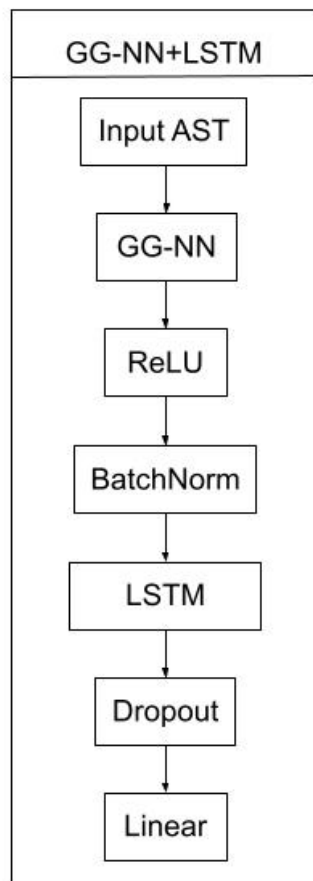 GG-NN+LSTM
Input AST
GG-NN
ReLU
BatchNorm
LSTM
Dropout
Linear